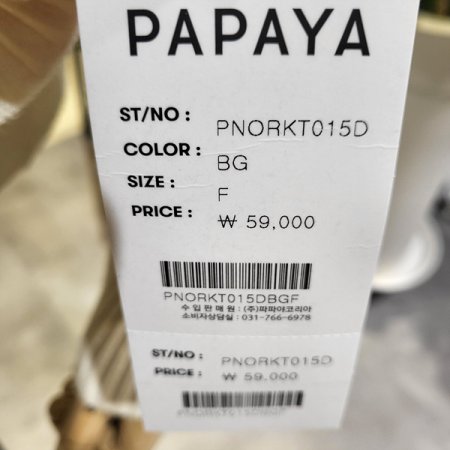 PAPAYA
ST/NO : PNORKT015D
COLOR : BG
SIZE : F
PRICE : ₩ 59,000
PNORKT015DBGF
수 입 판 매 원 : (주)파파야코리아
소비자상담실 : 031-766-6978
ST/NO : PNORKT015D
PRICE : ₩ 59,000
PNORKT015DBGF